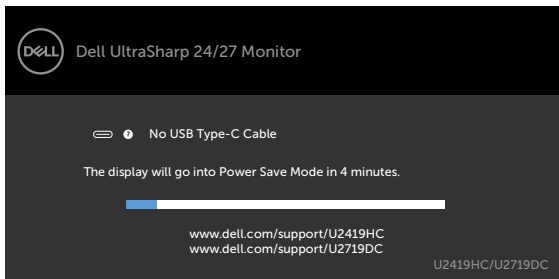 DELL
Dell UltraSharp 24/27 Monitor
? No USB Type-C Cable
The display will go into Power Save Mode in 4 minutes.
www.dell.com/support/U2419HC
www.dell.com/support/U2719DC
U2419HC/U2719DC